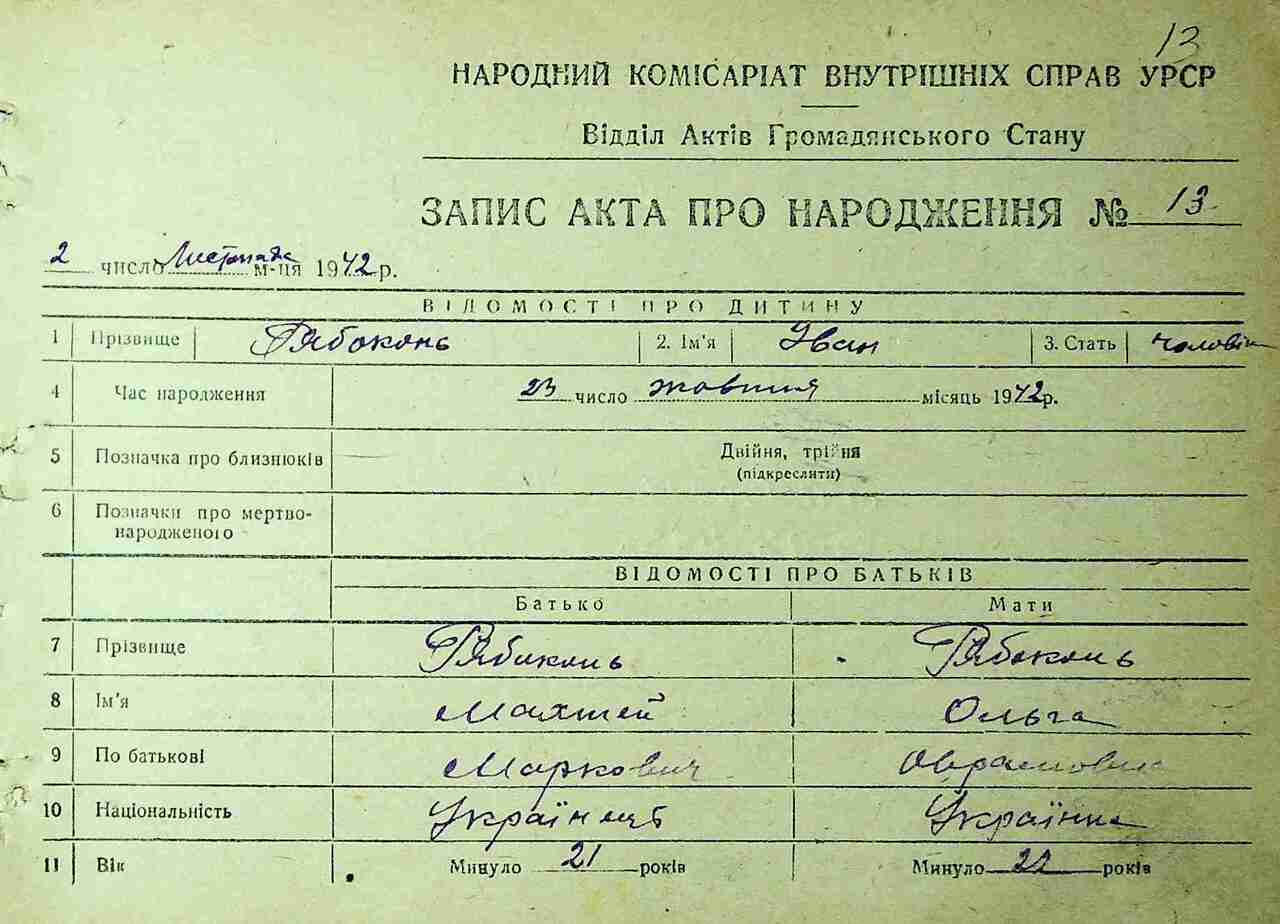 13
НАРОДНИЙ КОМІСАРІАТ ВНУТРІШНІХ СПРАВ УРСР
Відділ Актів Громадянського Стану
ЗАПИС АКТА ПРО НАРОДЖЕННЯ № 13
2 число Листопада м-ця 1942 р.
ВІДОМОСТІ ПРО ДИТИНУ
1 Прізвище Рябоконь 2. Ім'я Іван 3. Стать чоловіч
4 Час народження 23 число жовтня місяць 1942 р.
5 Позначка про близнюків Двійня, трійня
(підкреслити)
6 Позначки про мертво-
народженого
ВІДОМОСТІ ПРО БАТЬКІВ
Батько Мати
7 Прізвище Рябоконь Рябоконь
8 Ім'я Махтей Ольга
9 По батькові Маркович
10 Національність Українець Українка
11 Вік Минуло 21 років Минуло 22 років